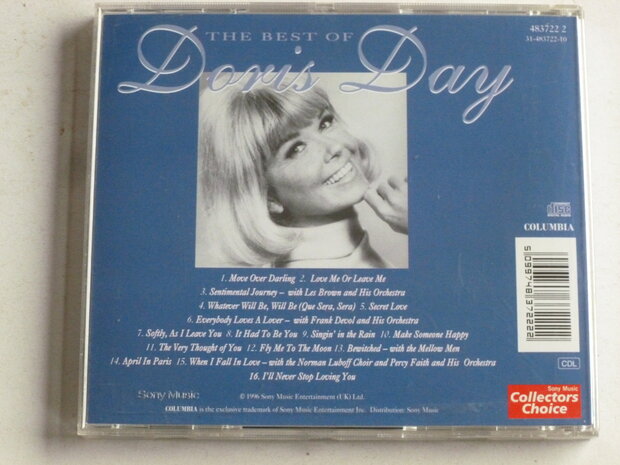 THE BEST OF
Doris Day
483722 2
31-483722-10
COMPACT
disc
DIGITAL AUDIO
COLUMBIA
5099748372222
1. Move Over Darling 2. Love Me Or Leave Me
3. Sentimental Journey – with Les Brown and His Orchestra
4. Whatever Will Be, Will Be (Que Sera, Sera) 5. Secret Love
6. Everybody Loves A Lover – with Frank Devol and His Orchestra
7. Softly, As I Leave You 8. It Had To Be You 9. Singin' in the Rain 10. Make Someone Happy
11. The Very Thought of You 12. Fly Me To The Moon 13. Bewitched – with the Mellow Men
14. April In Paris 15. When I Fall In Love – with the Norman Luboff Choir and Percy Faith and His Orchestra
16. I'll Never Stop Loving You
CDL
Sony Music
© 1996 Sony Music Entertainment (UK) Ltd.
COLUMBIA is the exclusive trademark of Sony Music Entertainment Inc. Distribution: Sony Music
Sony Music
Collectors
Choice